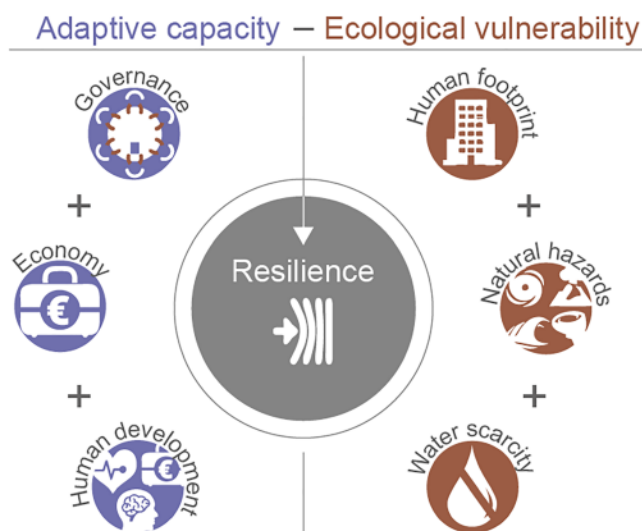 Adaptive capacity – Ecological vulnerability
Governance
Human footprint
+
+
Economy
€
Resilience
Natural hazards
+
+
Human development
€
Water scarcity